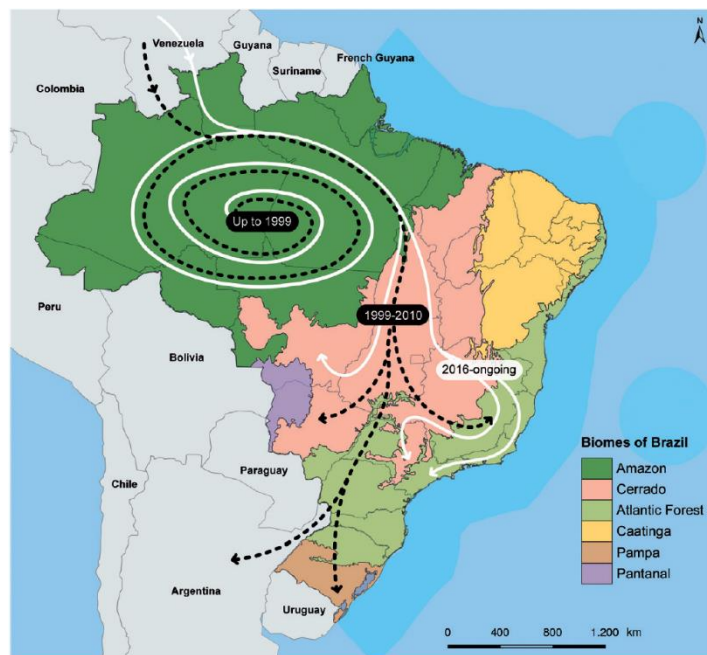 N
Venezuela
Guyana
Suriname
French Guyana
Colombia
Up to 1999
Peru
1999-2010
Bolivia
2016-ongoing
Biomes of Brazil
Amazon
Cerrado
Atlantic Forest
Caatinga
Pampa
Pantanal
Paraguay
Chile
Argentina
Uruguay
0 400 800 1.200 km